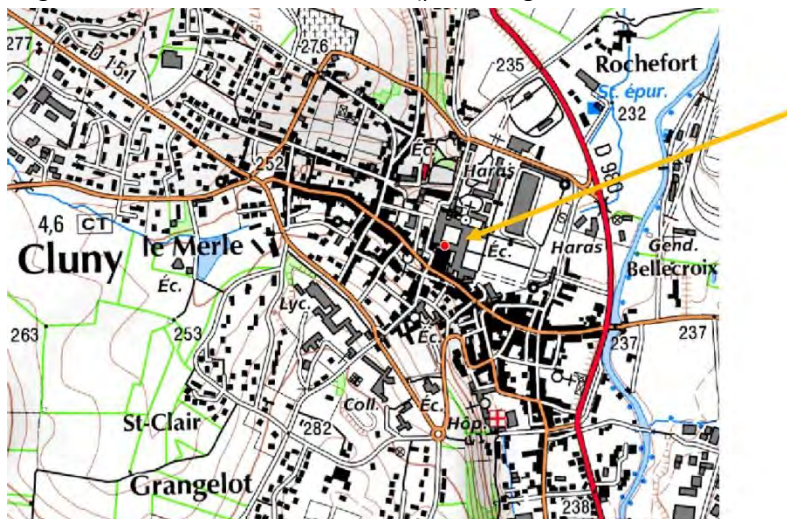 277
D 151
276
235
Rochefort
St. épur.
232
Éc.
Haras
252
D 980
4,6 CT
le Merle
Cluny
Éc.
Éc.
Haras
Gend.
Bellecroix
Lyc.
263
253
Éc.
237
237
St-Clair
Coll.
Éc.
Hôp.
282
Grangelot
238